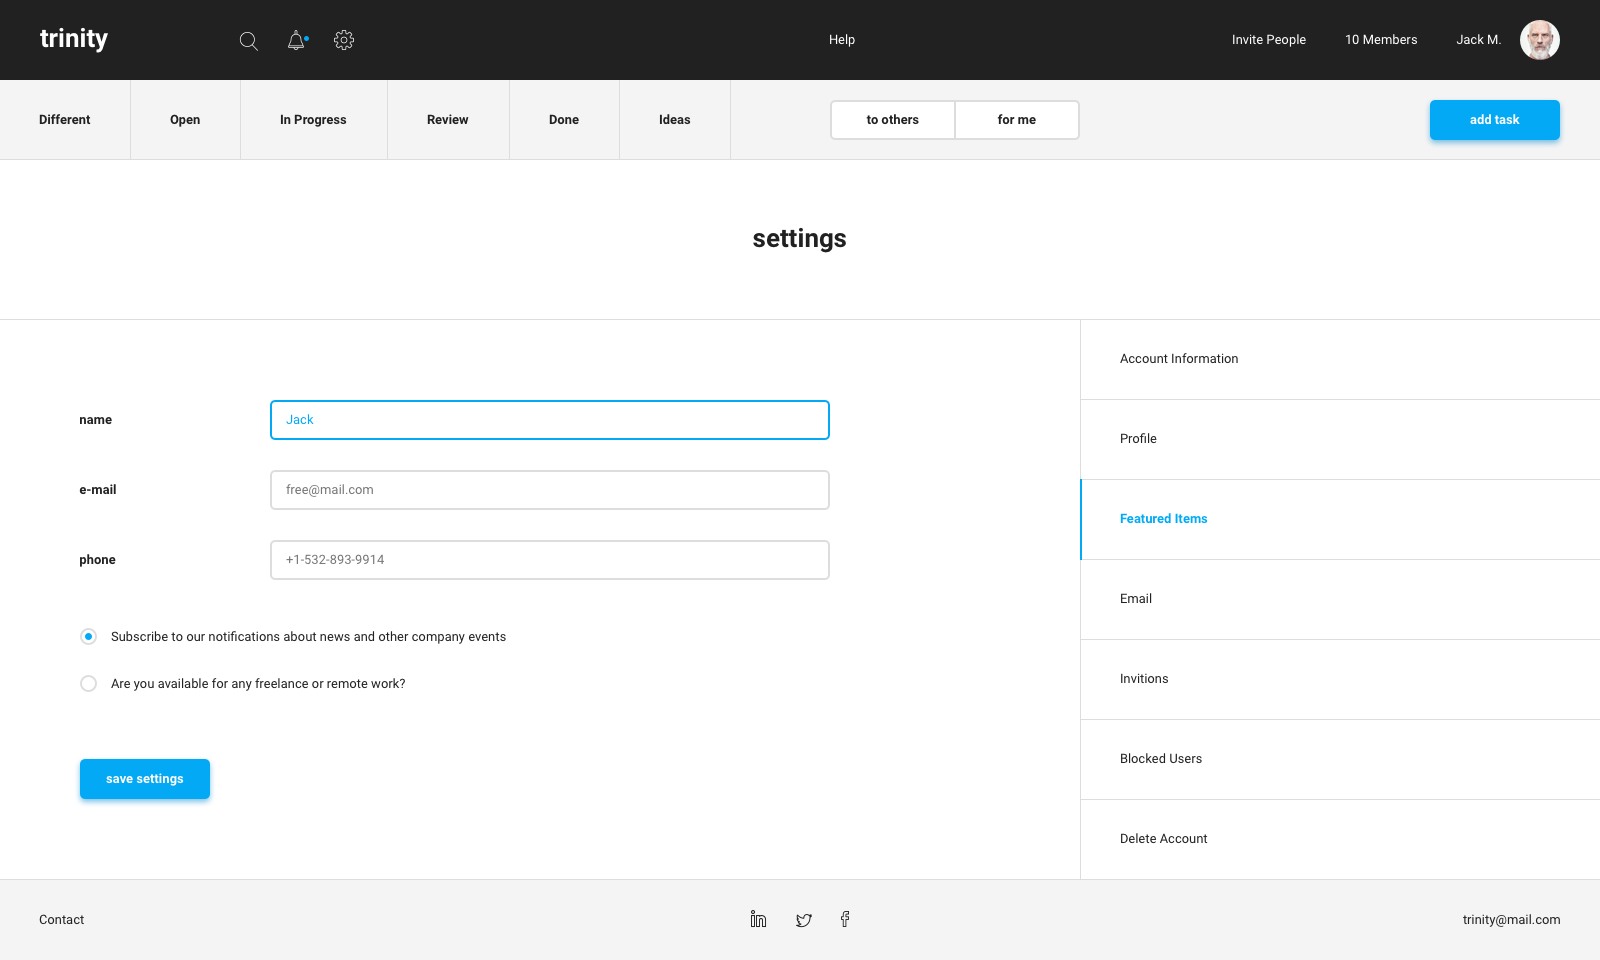 trinity
Help
Invite People
10 Members
Jack M.
Different
Open
In Progress
Review
Done
Ideas
to others
for me
add task
settings
name
Jack
e-mail
free@mail.com
phone
+1-532-893-9914
Subscribe to our notifications about news and other company events
Are you available for any freelance or remote work?
save settings
Account Information
Profile
Featured Items
Email
Invitions
Blocked Users
Delete Account
Contact
trinity@mail.com